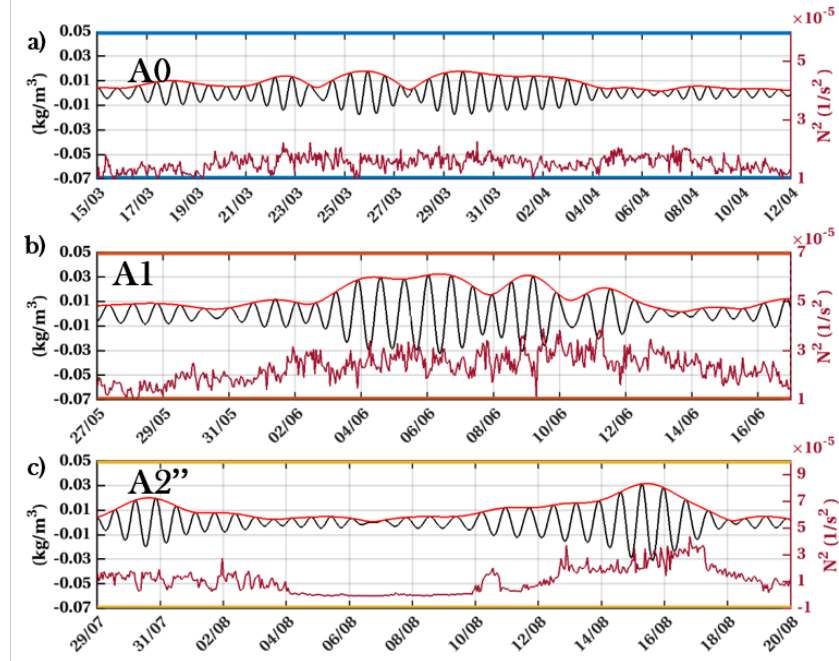 ×10⁻⁵
a) 0.05 A0
0.03
0.01 5
-0.01
-0.03 3
-0.05
-0.07 1
(kg/m³)
N² (1/s²)
15/03 17/03 19/03 21/03 23/03 25/03 27/03 29/03 31/03 02/04 04/04 06/04 08/04 10/04 12/04
×10⁻⁵
b) 0.05 A1 7
0.03
0.01 5
-0.01
-0.03 3
-0.05
-0.07 1
(kg/m³)
N² (1/s²)
27/05 29/05 31/05 02/06 04/06 06/06 08/06 10/06 12/06 14/06 16/06
×10⁻⁵
c) 0.05 A2”
9
0.03
0.01 7
-0.01 5
-0.03 3
-0.05 1
-0.07 -1
(kg/m³)
N² (1/s²)
29/07 31/07 02/08 04/08 06/08 08/08 10/08 12/08 14/08 16/08 18/08 20/08